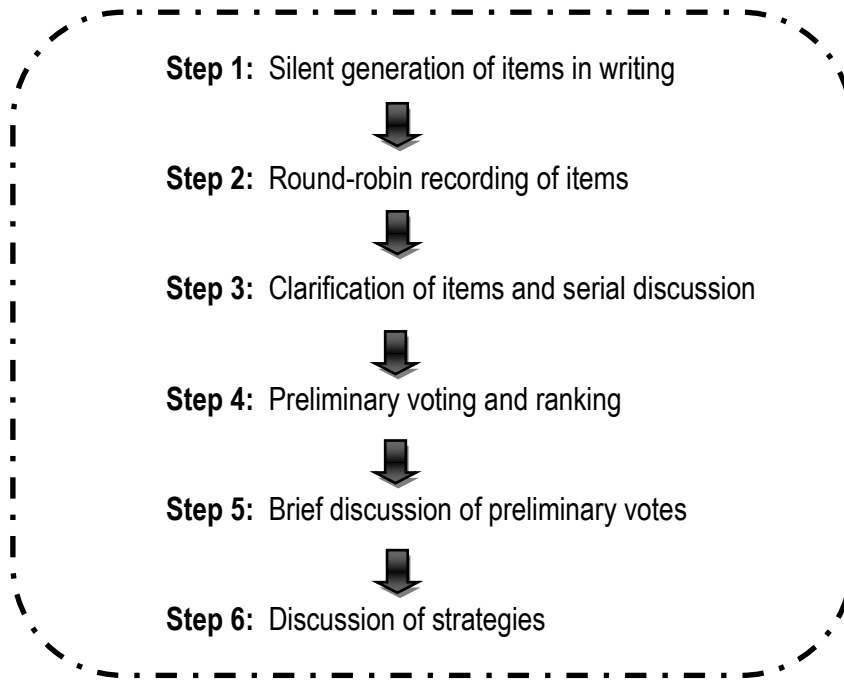 Step 1: Silent generation of items in writing
Step 2: Round-robin recording of items
Step 3: Clarification of items and serial discussion
Step 4: Preliminary voting and ranking
Step 5: Brief discussion of preliminary votes
Step 6: Discussion of strategies